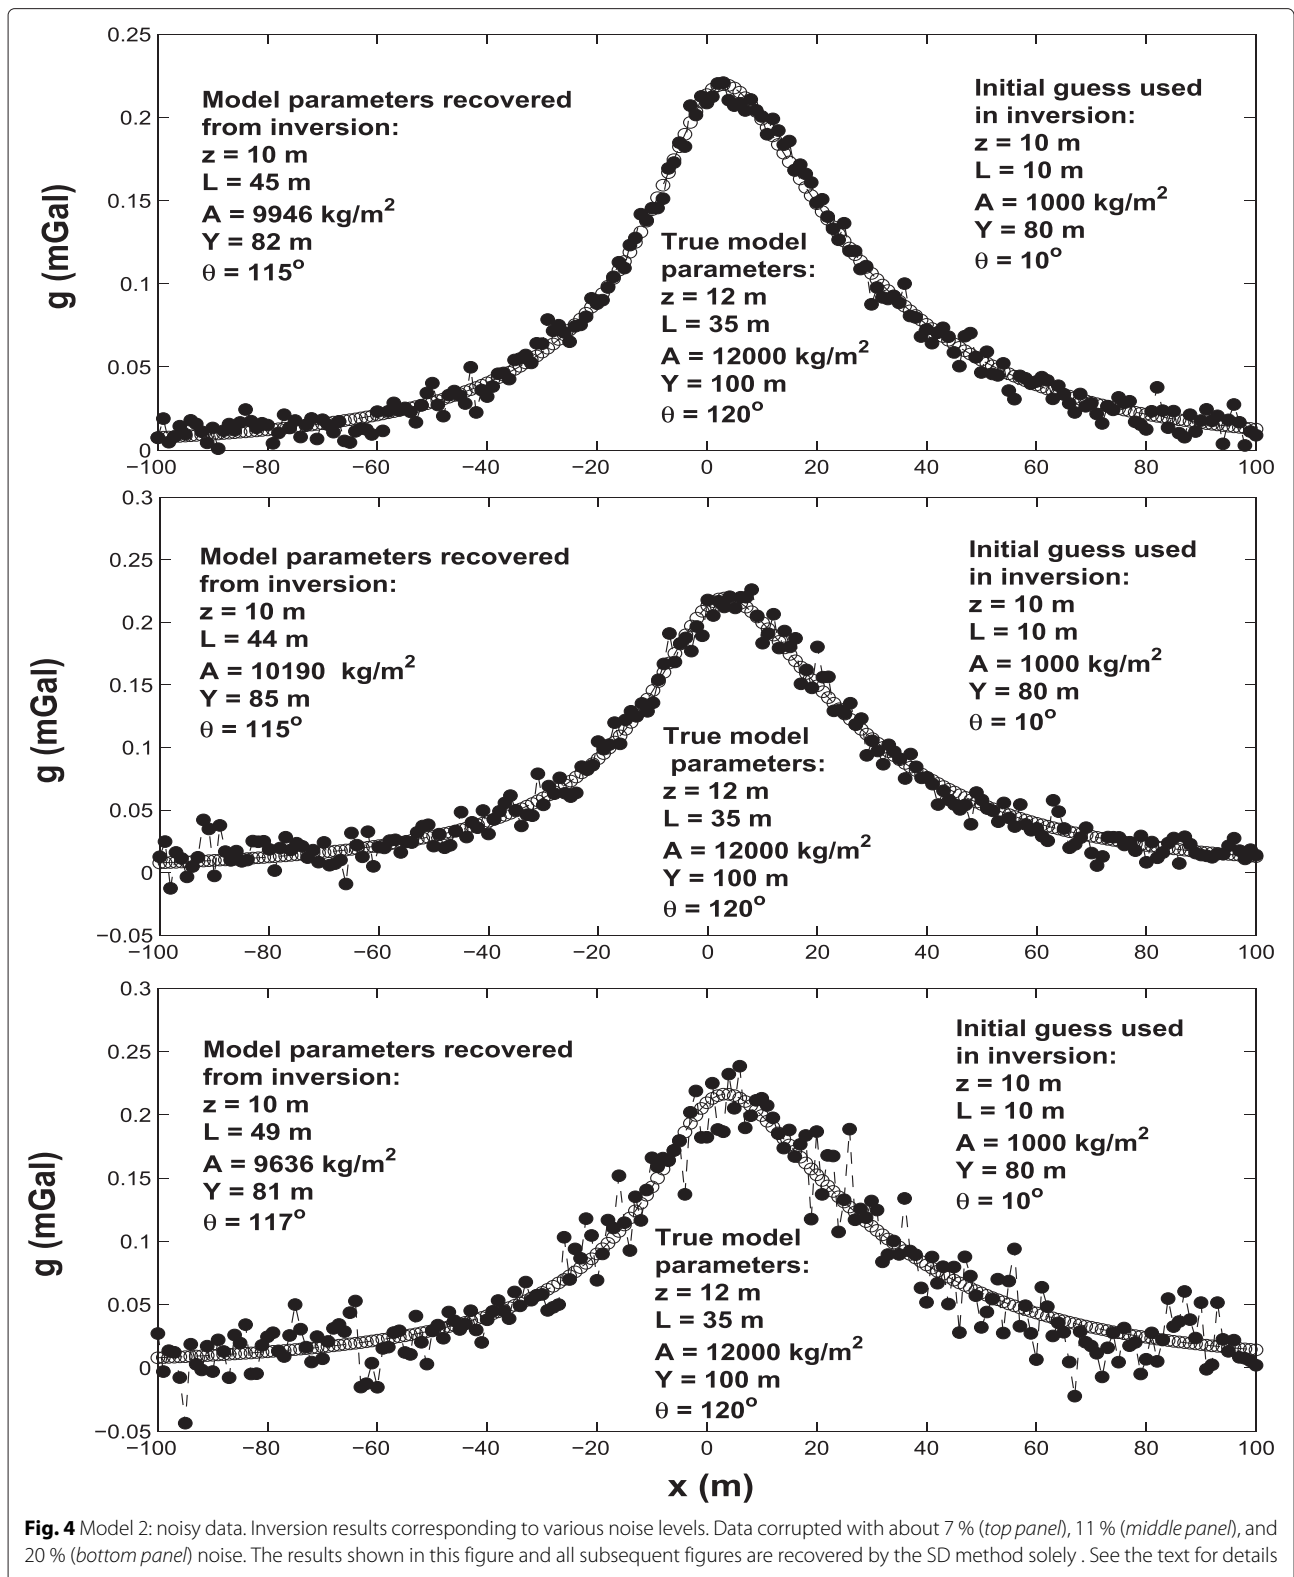 0.25
0.2
0.15
0.1
0.05
0
g (mGal)
Model parameters recovered
from inversion:
z = 10 m
L = 45 m
A = 9946 kg/m²
Y = 82 m
θ = 115°
True model
parameters:
z = 12 m
L = 35 m
A = 12000 kg/m²
Y = 100 m
θ = 120°
Initial guess used
in inversion:
z = 10 m
L = 10 m
A = 1000 kg/m²
Y = 80 m
θ = 10°
−100 −80 −60 −40 −20 0 20 40 60 80 100
0.3
0.25
0.2
0.15
0.1
0.05
0
−0.05
g (mGal)
Model parameters recovered
from inversion:
z = 10 m
L = 44 m
A = 10190 kg/m²
Y = 85 m
θ = 115°
True model
parameters:
z = 12 m
L = 35 m
A = 12000 kg/m²
Y = 100 m
θ = 120°
Initial guess used
in inversion:
z = 10 m
L = 10 m
A = 1000 kg/m²
Y = 80 m
θ = 10°
−100 −80 −60 −40 −20 0 20 40 60 80 100
0.3
0.25
0.2
0.15
0.1
0.05
0
−0.05
g (mGal)
Model parameters recovered
from inversion:
z = 10 m
L = 49 m
A = 9636 kg/m²
Y = 81 m
θ = 117°
True model
parameters:
z = 12 m
L = 35 m
A = 12000 kg/m²
Y = 100 m
θ = 120°
Initial guess used
in inversion:
z = 10 m
L = 10 m
A = 1000 kg/m²
Y = 80 m
θ = 10°
−100 −80 −60 −40 −20 0 20 40 60 80 100
x (m)
Fig. 4 Model 2: noisy data. Inversion results corresponding to various noise levels. Data corrupted with about 7 % (top panel), 11 % (middle panel), and
20 % (bottom panel) noise. The results shown in this figure and all subsequent figures are recovered by the SD method solely . See the text for details